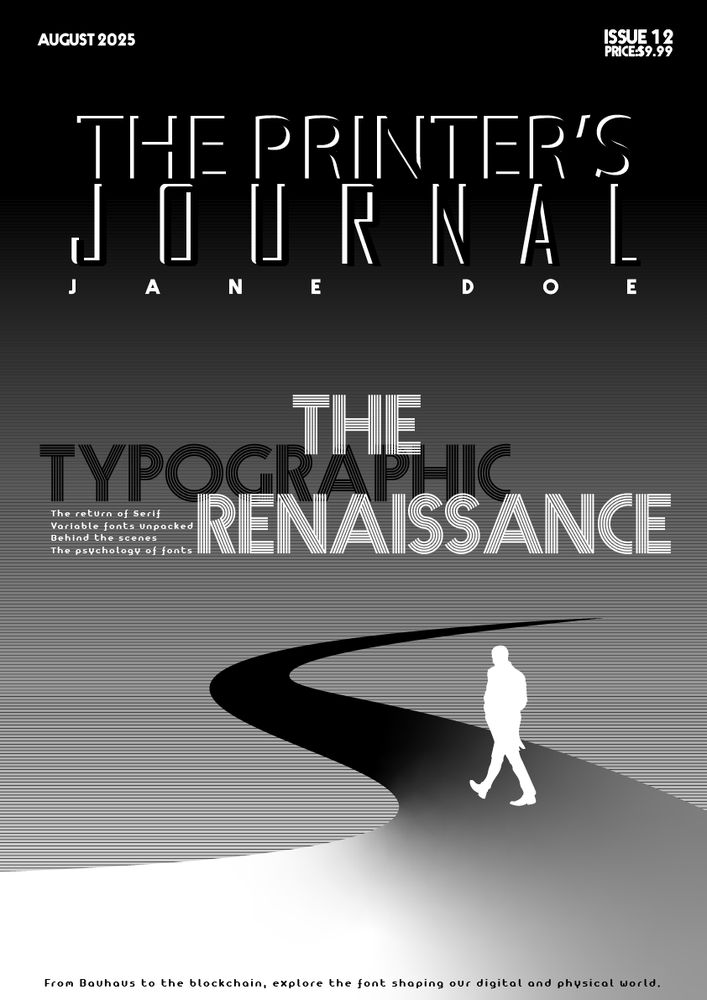 AUGUST 2025
ISSUE 12
PRICE:$9.99
THE PRINTER'S
JOURNAL
JANE DOE
THE
TYPOGRAPHIC
RENAISSANCE
The return of Serif
Variable fonts unpacked
Behind the scenes
The psychology of fonts
From Bauhaus to the blockchain, explore the font shaping our digital and physical world.